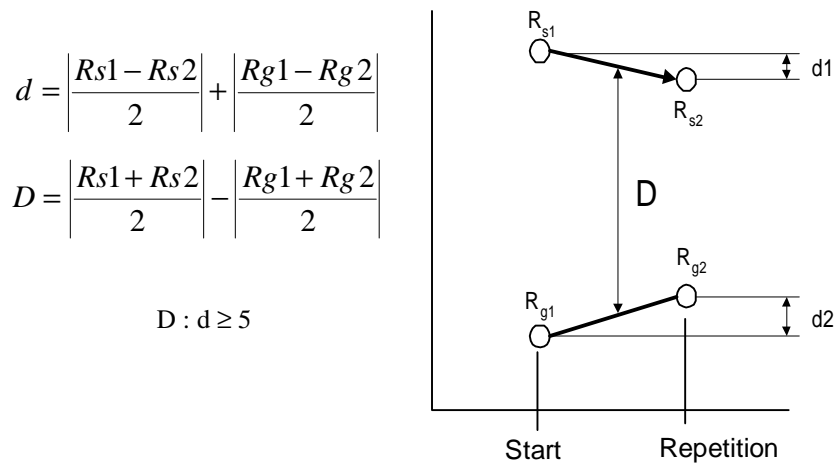 d = |Rs1 − Rs2 / 2| + |Rg1 − Rg2 / 2|
D = |Rs1 + Rs2 / 2| − |Rg1 + Rg2 / 2|
D : d ≥ 5
Rs1
d1
Rs2
D
Rg2
Rg1
d2
Start
Repetition